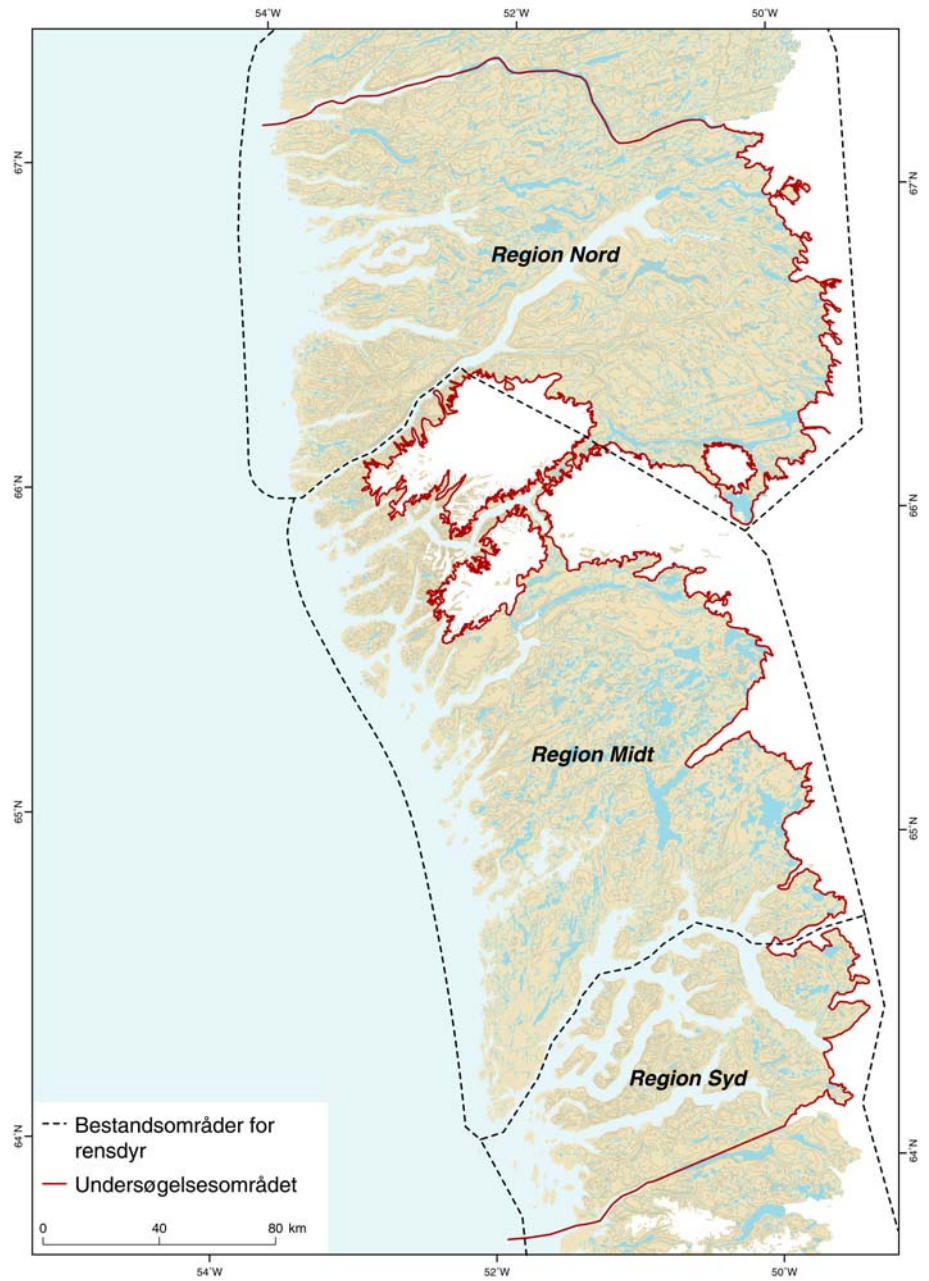 54°W 52°W 50°W
67°N 67°N
Region Nord
66°N 66°N
Region Midt
65°N 65°N
Region Syd
64°N 64°N
Bestandsområder for
rensdyr
Undersøgelsesområdet
0 40 80 km
54°W 52°W 50°W